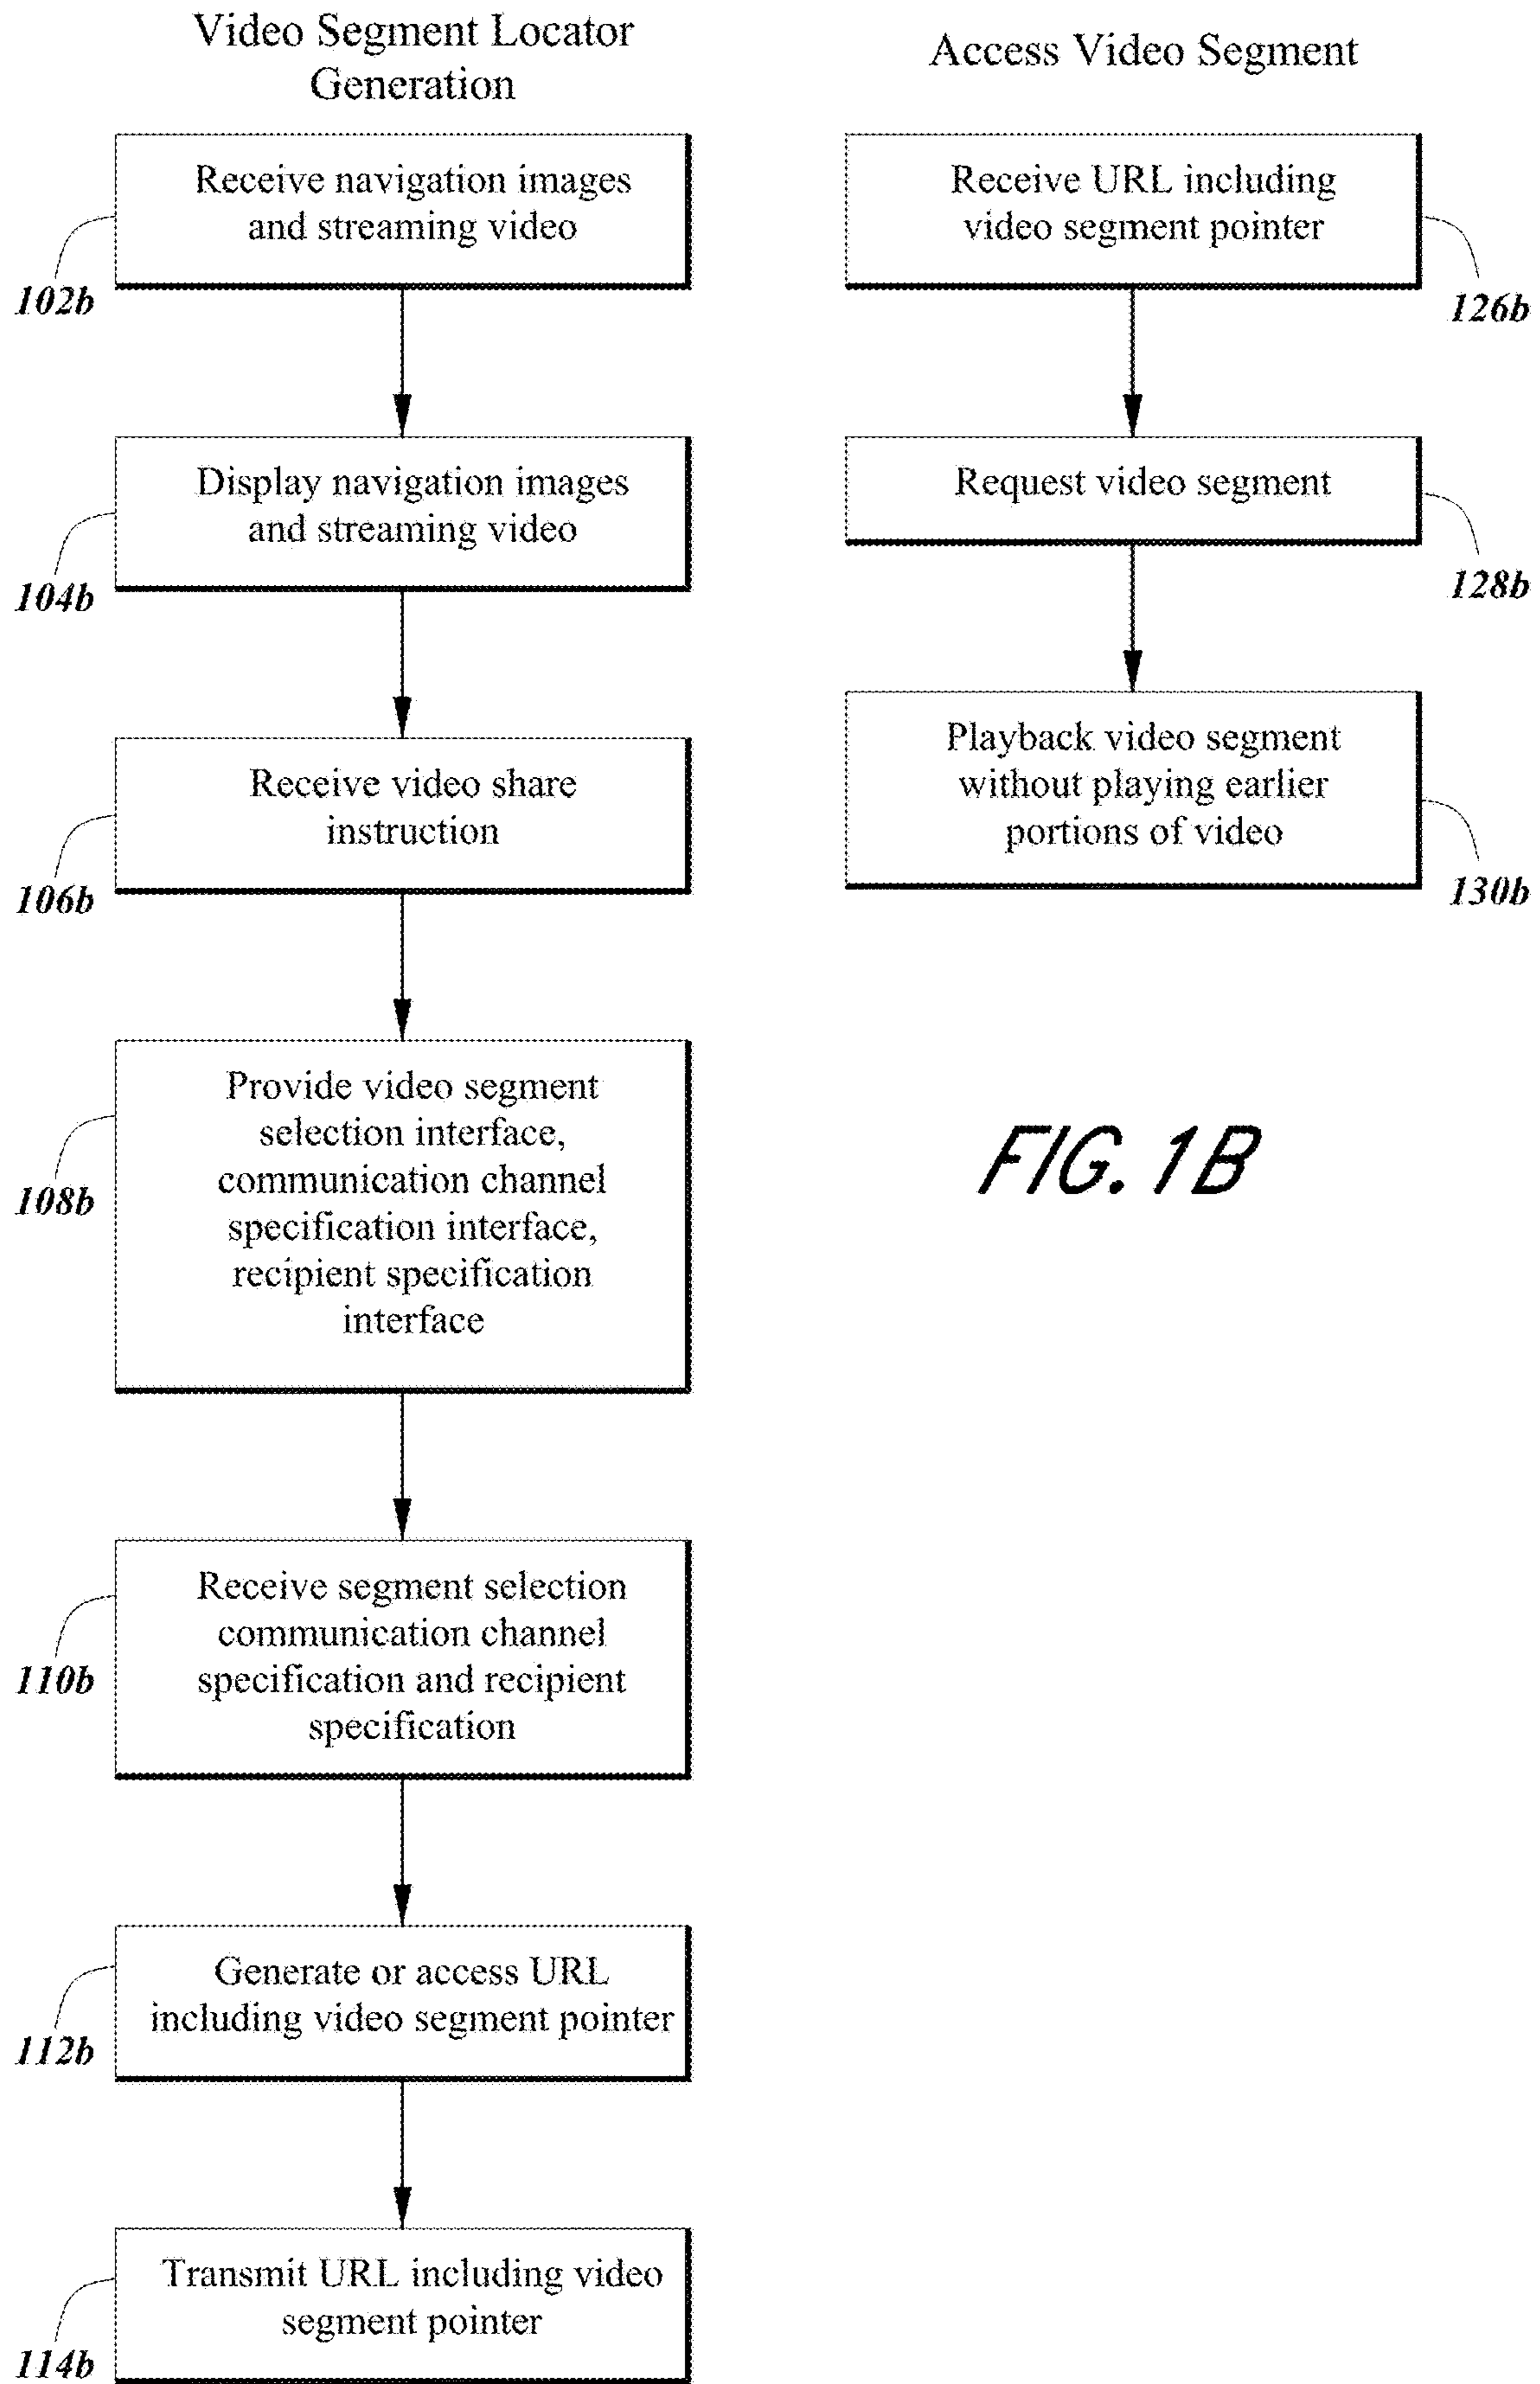 Video Segment Locator
Generation
Receive navigation images
and streaming video
102b
Display navigation images
and streaming video
104b
Receive video share
instruction
106b
Provide video segment
selection interface,
communication channel
specification interface,
recipient specification
interface
108b
Receive segment selection
communication channel
specification and recipient
specification
110b
Generate or access URL
including video segment pointer
112b
Transmit URL including video
segment pointer
114b
Access Video Segment
Receive URL including
video segment pointer
126b
Request video segment
128b
Playback video segment
without playing earlier
portions of video
130b
FIG. 1B